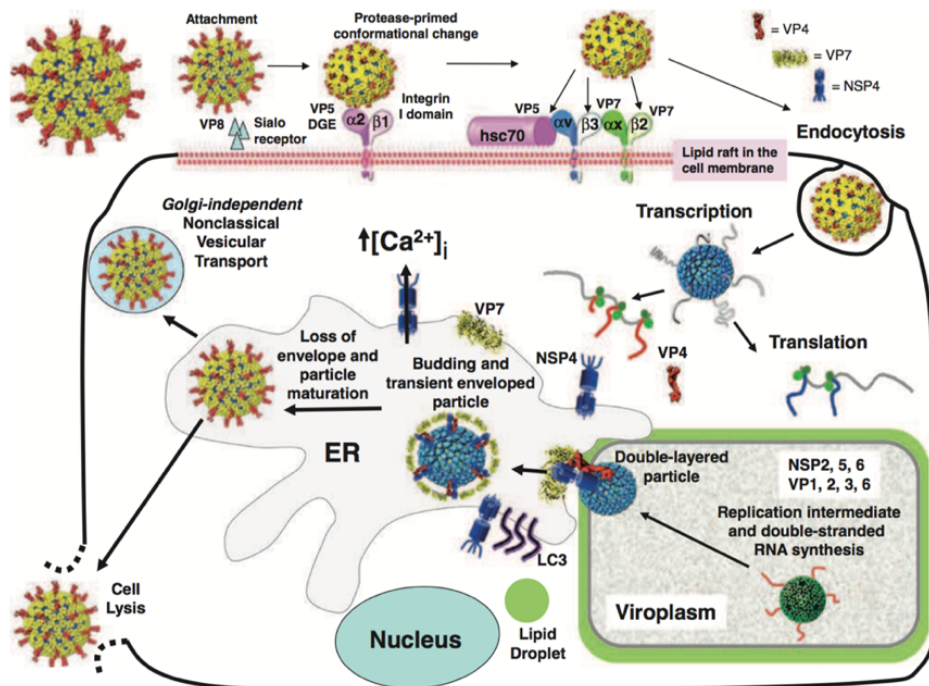 Attachment
Protease-primed
conformational change
= VP4
= VP7
= NSP4
VP8
Sialo
receptor
VP5
DGE
α2
β1
Integrin
I domain
VP5
hsc70
αv
β3
VP7
αx
β2
VP7
Endocytosis
Lipid raft in the
cell membrane
Golgi-independent
Nonclassical
Vesicular
Transport
[Ca2+]i
VP7
Transcription
Translation
VP4
NSP4
Loss of
envelope and
particle
maturation
Budding and
transient enveloped
particle
ER
Double-layered
particle
NSP2, 5, 6
VP1, 2, 3, 6
Replication intermediate
and double-stranded
RNA synthesis
Viroplasm
LC3
Cell
Lysis
Nucleus
Lipid
Droplet